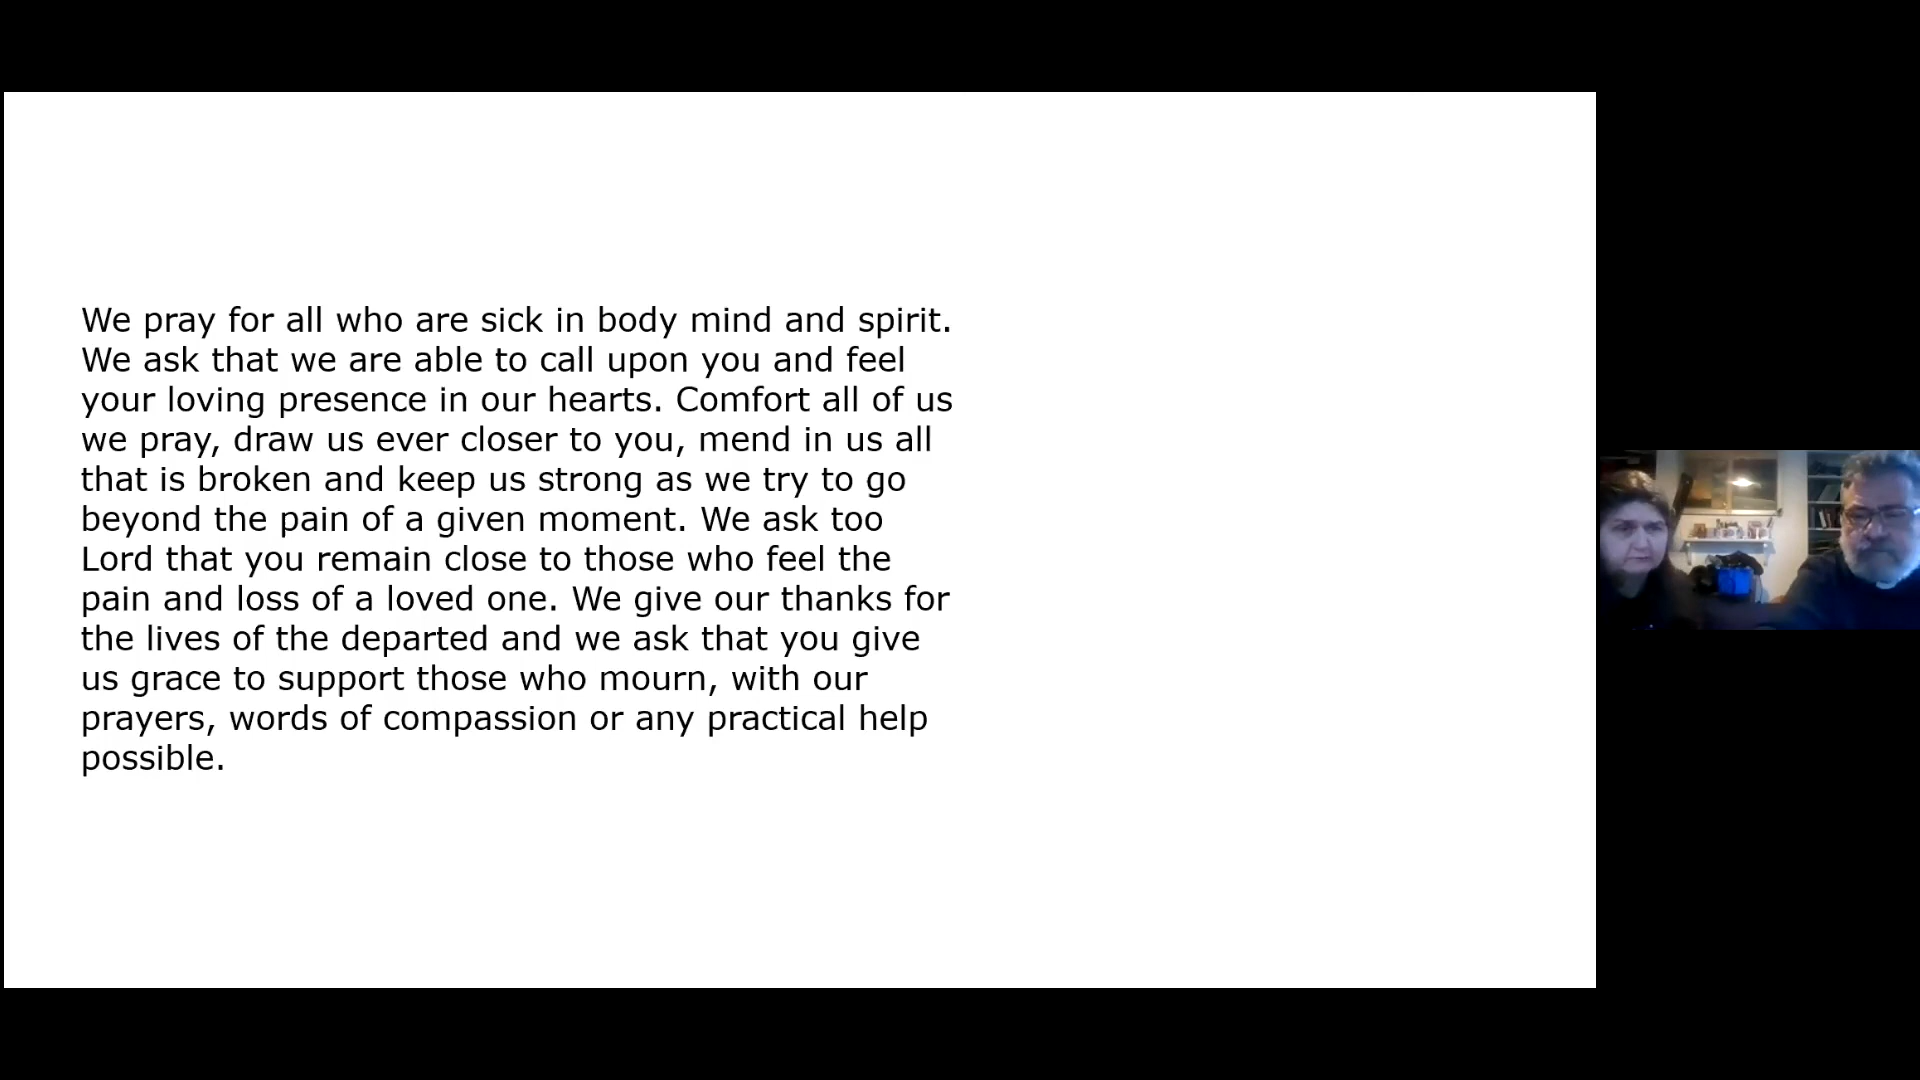 We pray for all who are sick in body mind and spirit.
We ask that we are able to call upon you and feel
your loving presence in our hearts. Comfort all of us
we pray, draw us ever closer to you, mend in us all
that is broken and keep us strong as we try to go
beyond the pain of a given moment. We ask too
Lord that you remain close to those who feel the
pain and loss of a loved one. We give our thanks for
the lives of the departed and we ask that you give
us grace to support those who mourn, with our
prayers, words of compassion or any practical help
possible.